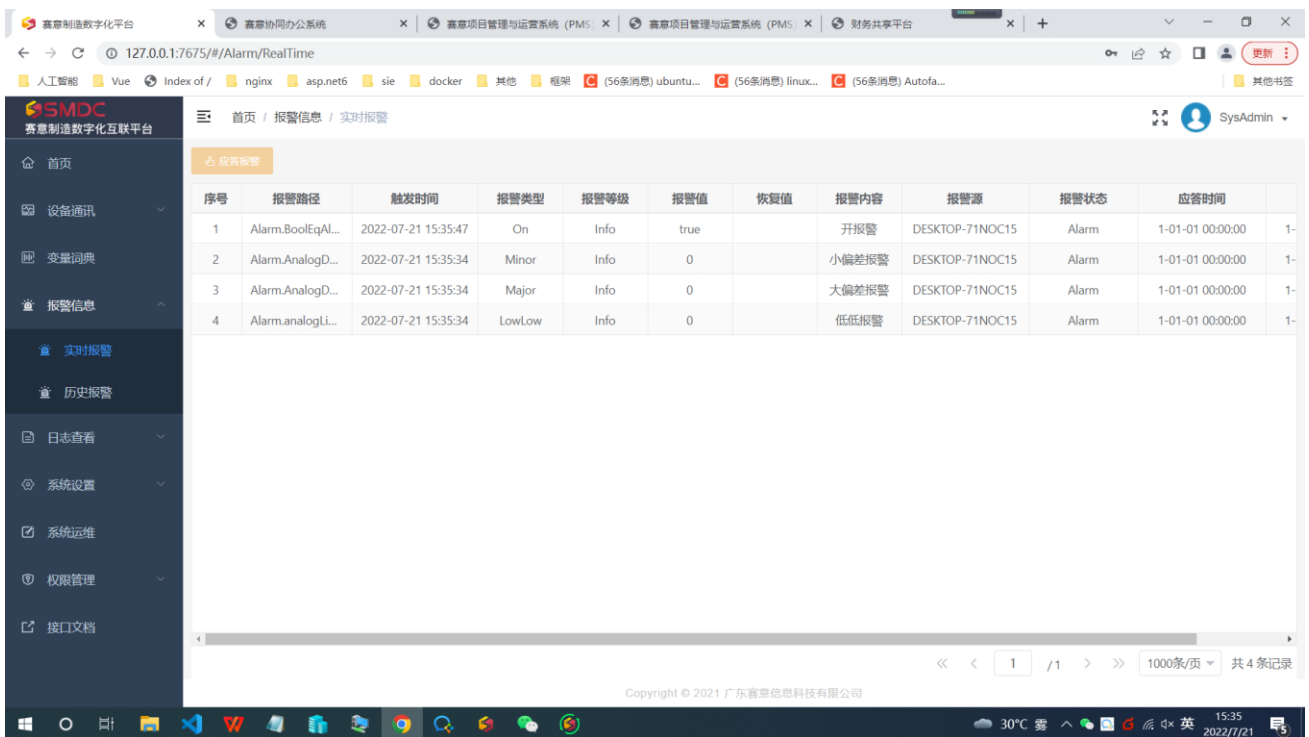 赛意制造数字化平台
赛意协同办公系统
赛意项目管理与运营系统 (PMS)
赛意项目管理与运营系统 (PMS)
财务共享平台
127.0.0.1:7675/#/Alarm/RealTime
更新
人工智能 Vue Index of / nginx asp.net6 sie docker 其他 框架 (56条消息) ubuntu... (56条消息) linux... (56条消息) Autofa... 其他书签
SMDC
赛意制造数字化互联平台
首页 / 报警信息 / 实时报警
SysAdmin
首页
设备通讯
变量词典
报警信息
实时报警
历史报警
日志查看
系统设置
系统运维
权限管理
接口文档
应答报警
序号 报警路径 触发时间 报警类型 报警等级 报警值 恢复值 报警内容 报警源 报警状态 应答时间
1 Alarm.BoolEqAl... 2022-07-21 15:35:47 On Info true 开报警 DESKTOP-71NOC15 Alarm 1-01-01 00:00:00 1-
2 Alarm.AnalogD... 2022-07-21 15:35:34 Minor Info 0 小偏差报警 DESKTOP-71NOC15 Alarm 1-01-01 00:00:00 1-
3 Alarm.AnalogD... 2022-07-21 15:35:34 Major Info 0 大偏差报警 DESKTOP-71NOC15 Alarm 1-01-01 00:00:00 1-
4 Alarm.analogLi... 2022-07-21 15:35:34 LowLow Info 0 低低报警 DESKTOP-71NOC15 Alarm 1-01-01 00:00:00 1-
1 /1 1000条/页 共 4 条记录
Copyright © 2021 广东赛意信息科技有限公司
30°C 雾 英 15:35
2022/7/21